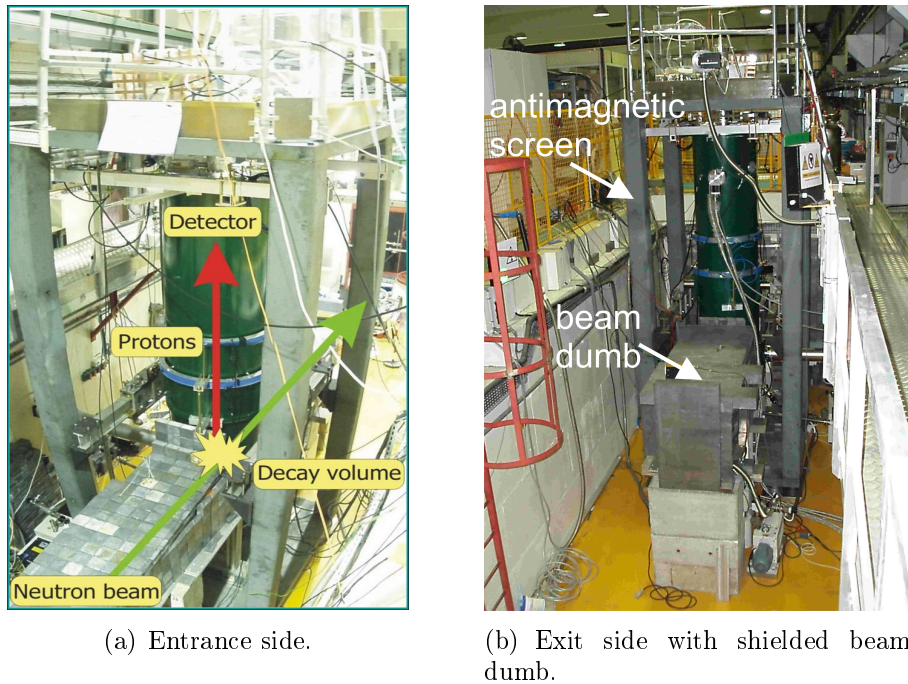 Detector
Protons
Decay volume
Neutron beam
antimagnetic
screen
beam
dumb
(a) Entrance side.
(b) Exit side with shielded beam
dumb.